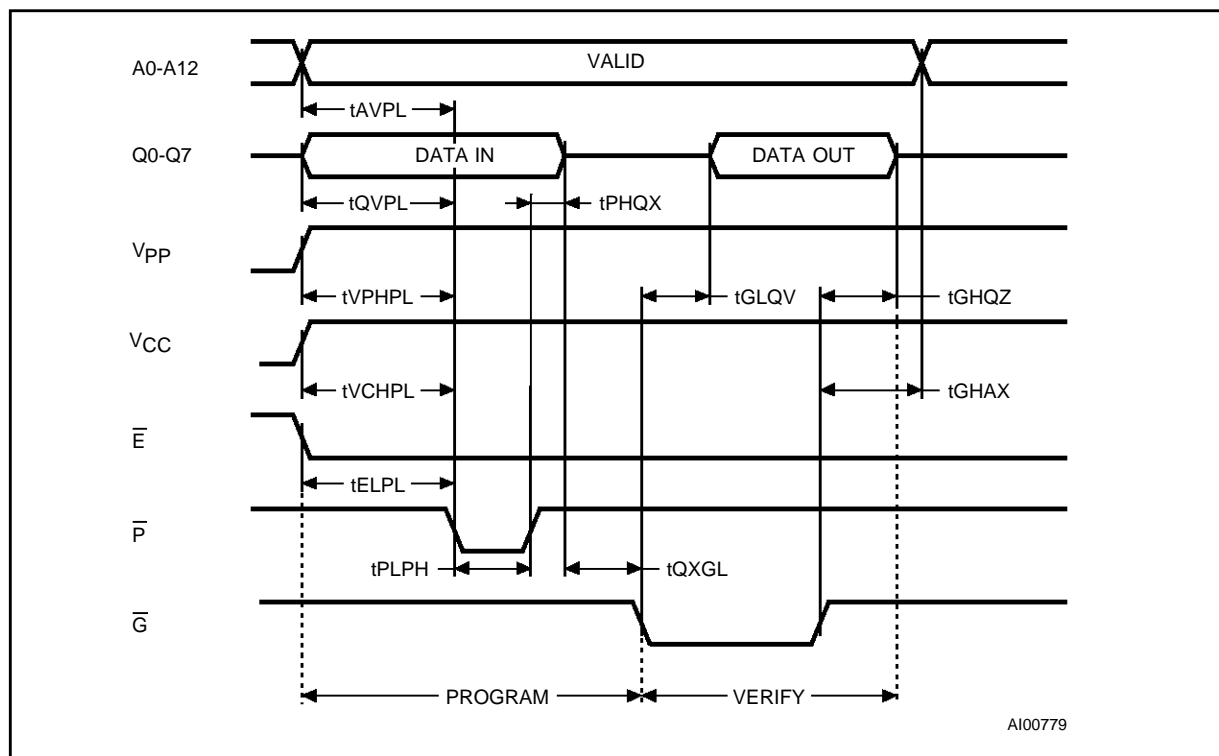 A0-A12
VALID
tAVPL
Q0-Q7
DATA IN
DATA OUT
tQVPL
tPHQX
VPP
tVPHPL
tGLQV
tGHQZ
VCC
tVCHPL
tGHAX
E̅
tELPL
P̅
tPLPH
tQXGL
G̅
PROGRAM
VERIFY
AI00779